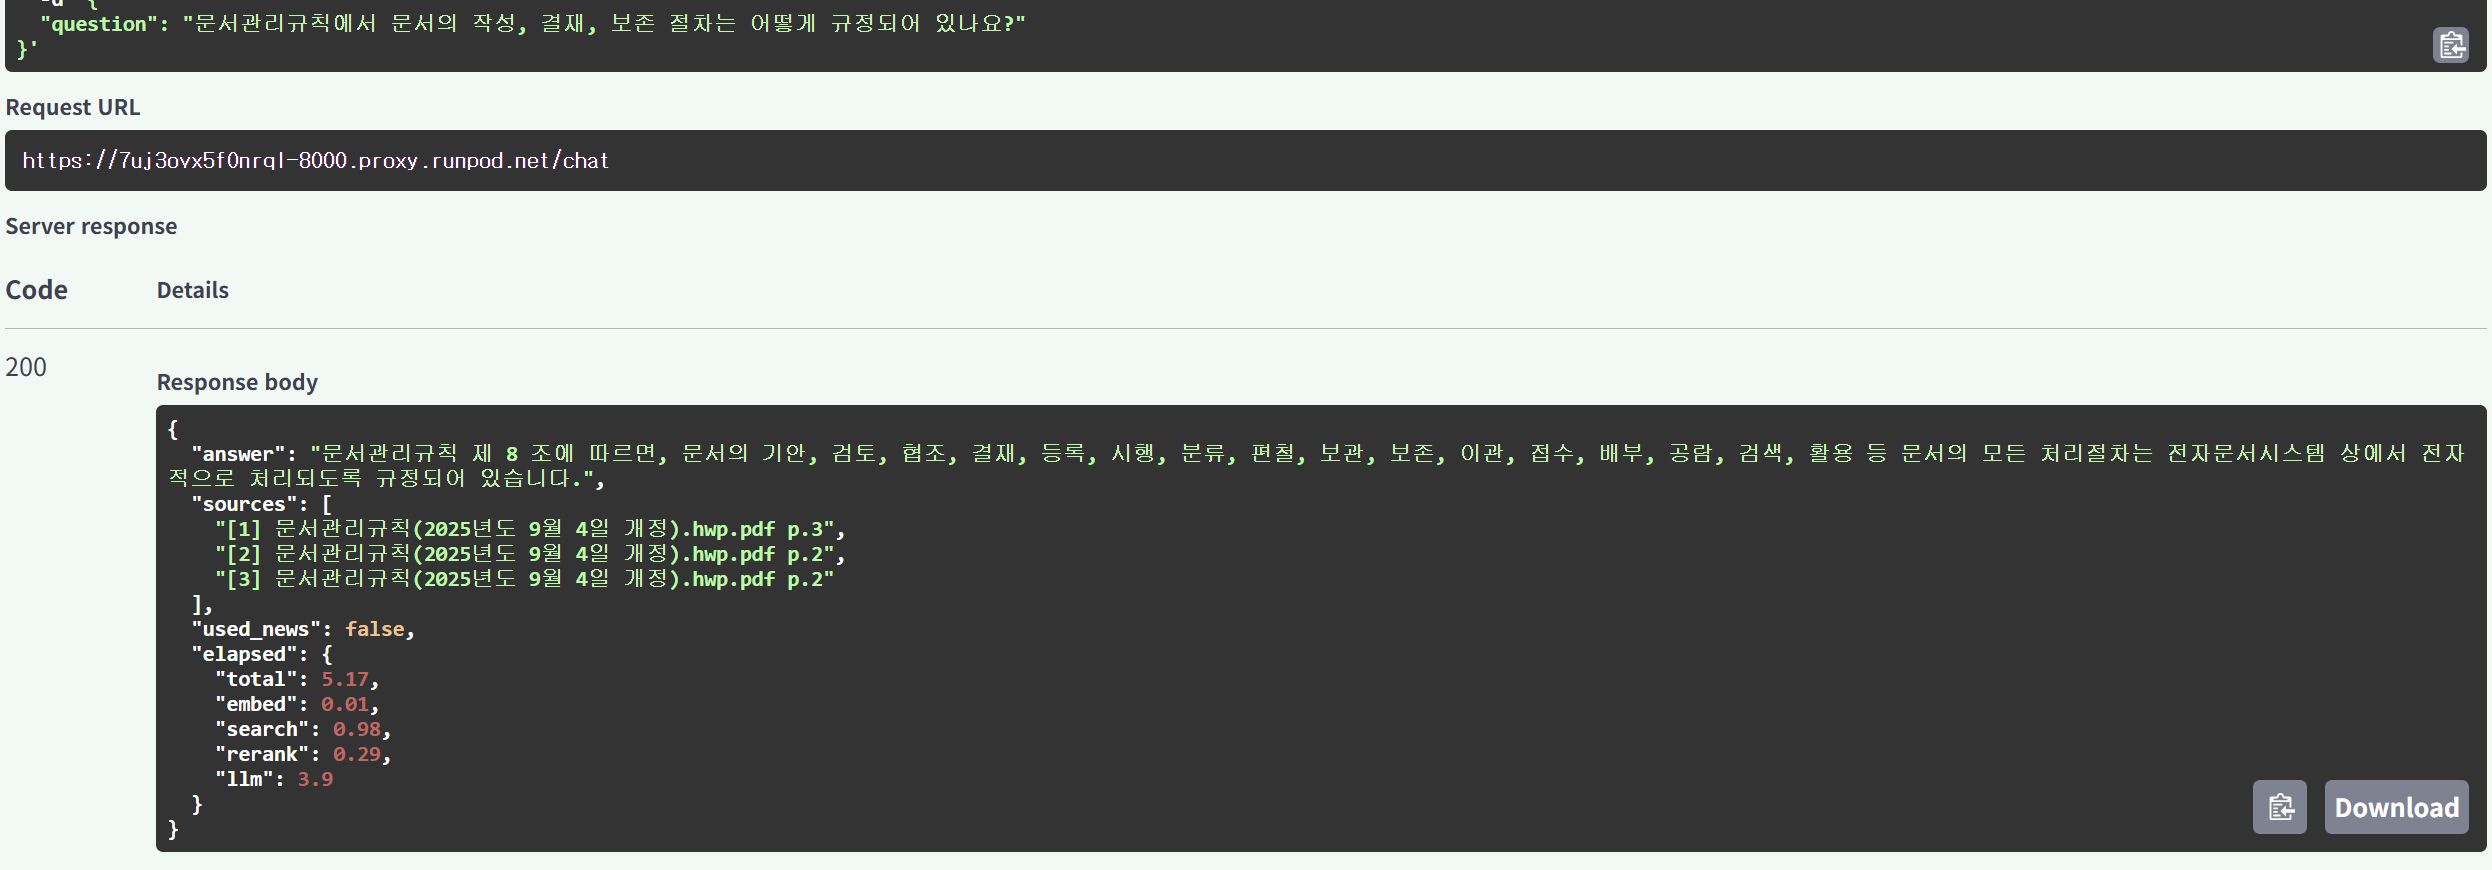 -d '{
  "question": "문서관리규칙에서 문서의 작성, 결재, 보존 절차는 어떻게 규정되어 있나요?"
}'
Request URL
https://7uj3ovx5f0nrql-8000.proxy.runpod.net/chat
Server response
Code Details
200
Response body
{
  "answer": "문서관리규칙 제 8 조에 따르면, 문서의 기안, 검토, 협조, 결재, 등록, 시행, 분류, 편철, 보관, 보존, 이관, 접수, 배부, 공람, 검색, 활용 등 문서의 모든 처리절차는 전자문서시스템 상에서 전자
적으로 처리되도록 규정되어 있습니다.",
  "sources": [
    "[1] 문서관리규칙(2025년도 9월 4일 개정).hwp.pdf p.3",
    "[2] 문서관리규칙(2025년도 9월 4일 개정).hwp.pdf p.2",
    "[3] 문서관리규칙(2025년도 9월 4일 개정).hwp.pdf p.2"
  ],
  "used_news": false,
  "elapsed": {
    "total": 5.17,
    "embed": 0.01,
    "search": 0.98,
    "rerank": 0.29,
    "llm": 3.9
  }
}
Download